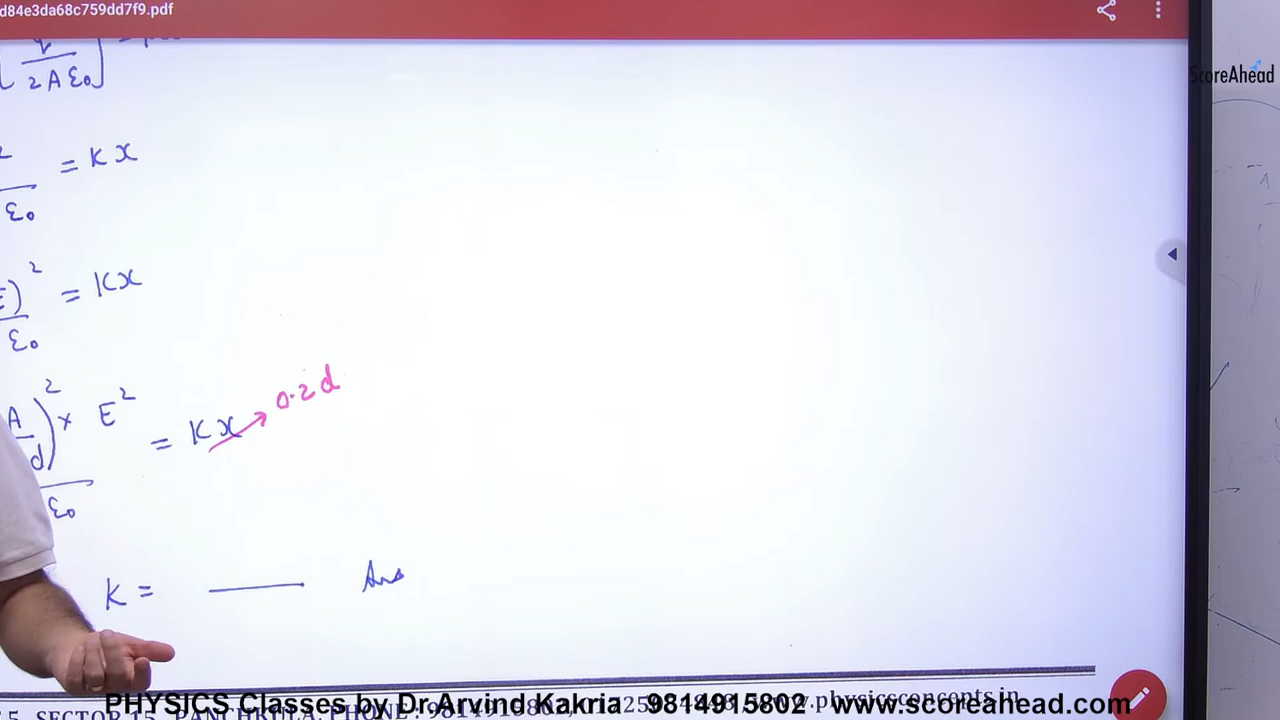 d84e3da68c759dd7f9.pdf
ScoreAhead
2Aε₀
= Kx
ε₀
)² = Kx
ε₀
A
d )² × E² = Kx → 0.2d
ε₀
K = ——— Ans
5, SECTOR 15, PANCHKULA, PHONE:
www.physicsconcepts.in
PHYSICS Classes by Dr Arvind Kakria 9814915802 www.scoreahead.com